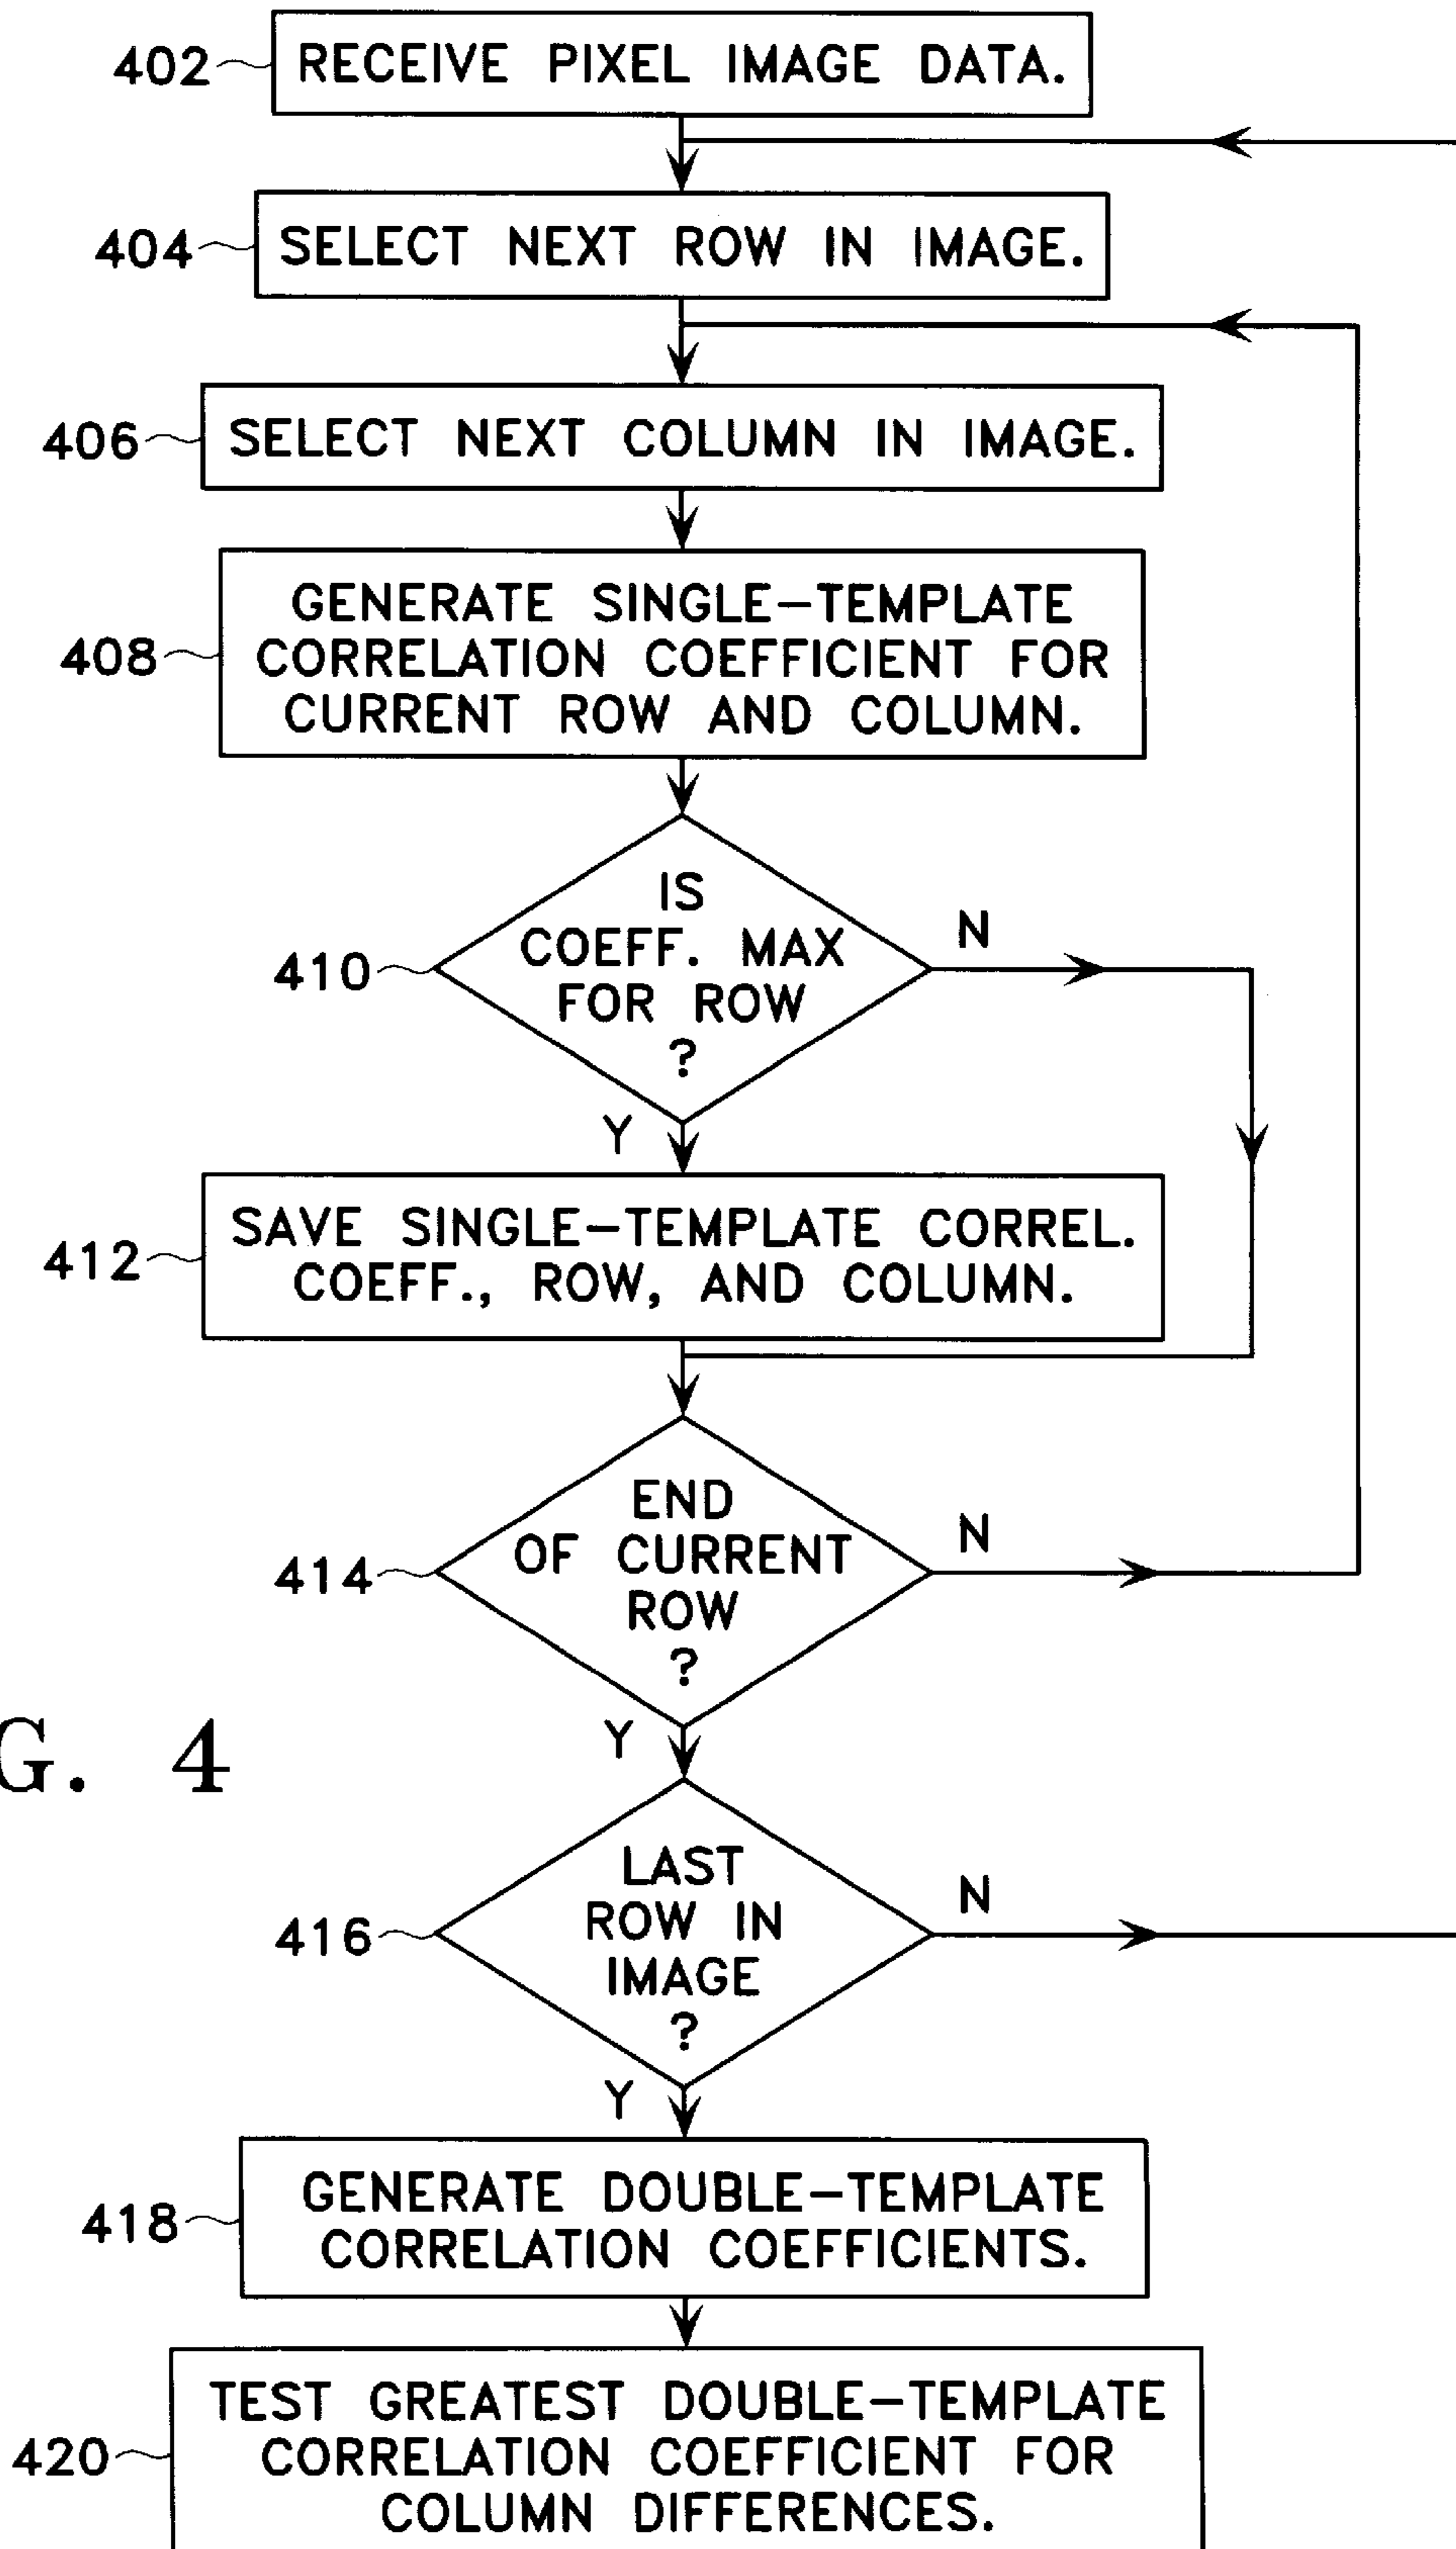 402 RECEIVE PIXEL IMAGE DATA.
404 SELECT NEXT ROW IN IMAGE.
406 SELECT NEXT COLUMN IN IMAGE.
GENERATE SINGLE-TEMPLATE
408 CORRELATION COEFFICIENT FOR
CURRENT ROW AND COLUMN.
IS
COEFF. MAX
FOR ROW
?
410
N
Y
SAVE SINGLE-TEMPLATE CORREL.
COEFF., ROW, AND COLUMN.
412
END
OF CURRENT
ROW
?
414
N
Y
G. 4
LAST
ROW IN
IMAGE
?
416
N
Y
GENERATE DOUBLE-TEMPLATE
CORRELATION COEFFICIENTS.
418
TEST GREATEST DOUBLE-TEMPLATE
420 CORRELATION COEFFICIENT FOR
COLUMN DIFFERENCES.